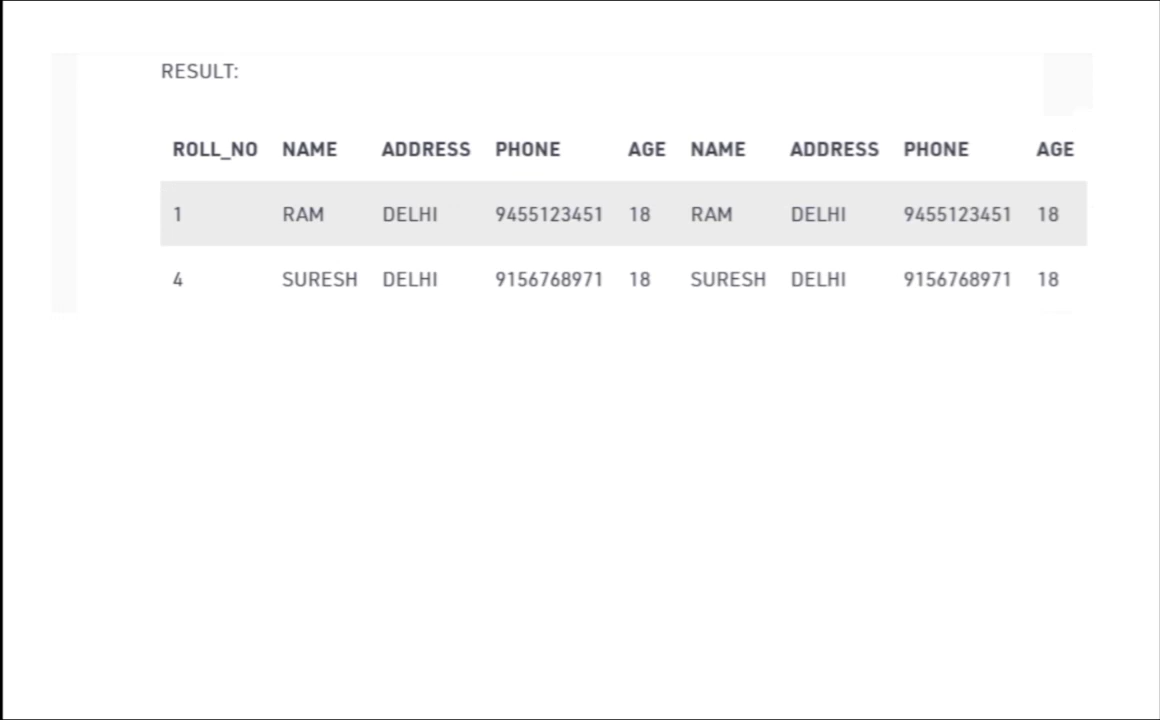 RESULT:
ROLL_NO NAME ADDRESS PHONE AGE NAME ADDRESS PHONE AGE
1 RAM DELHI 9455123451 18 RAM DELHI 9455123451 18
4 SURESH DELHI 9156768971 18 SURESH DELHI 9156768971 18